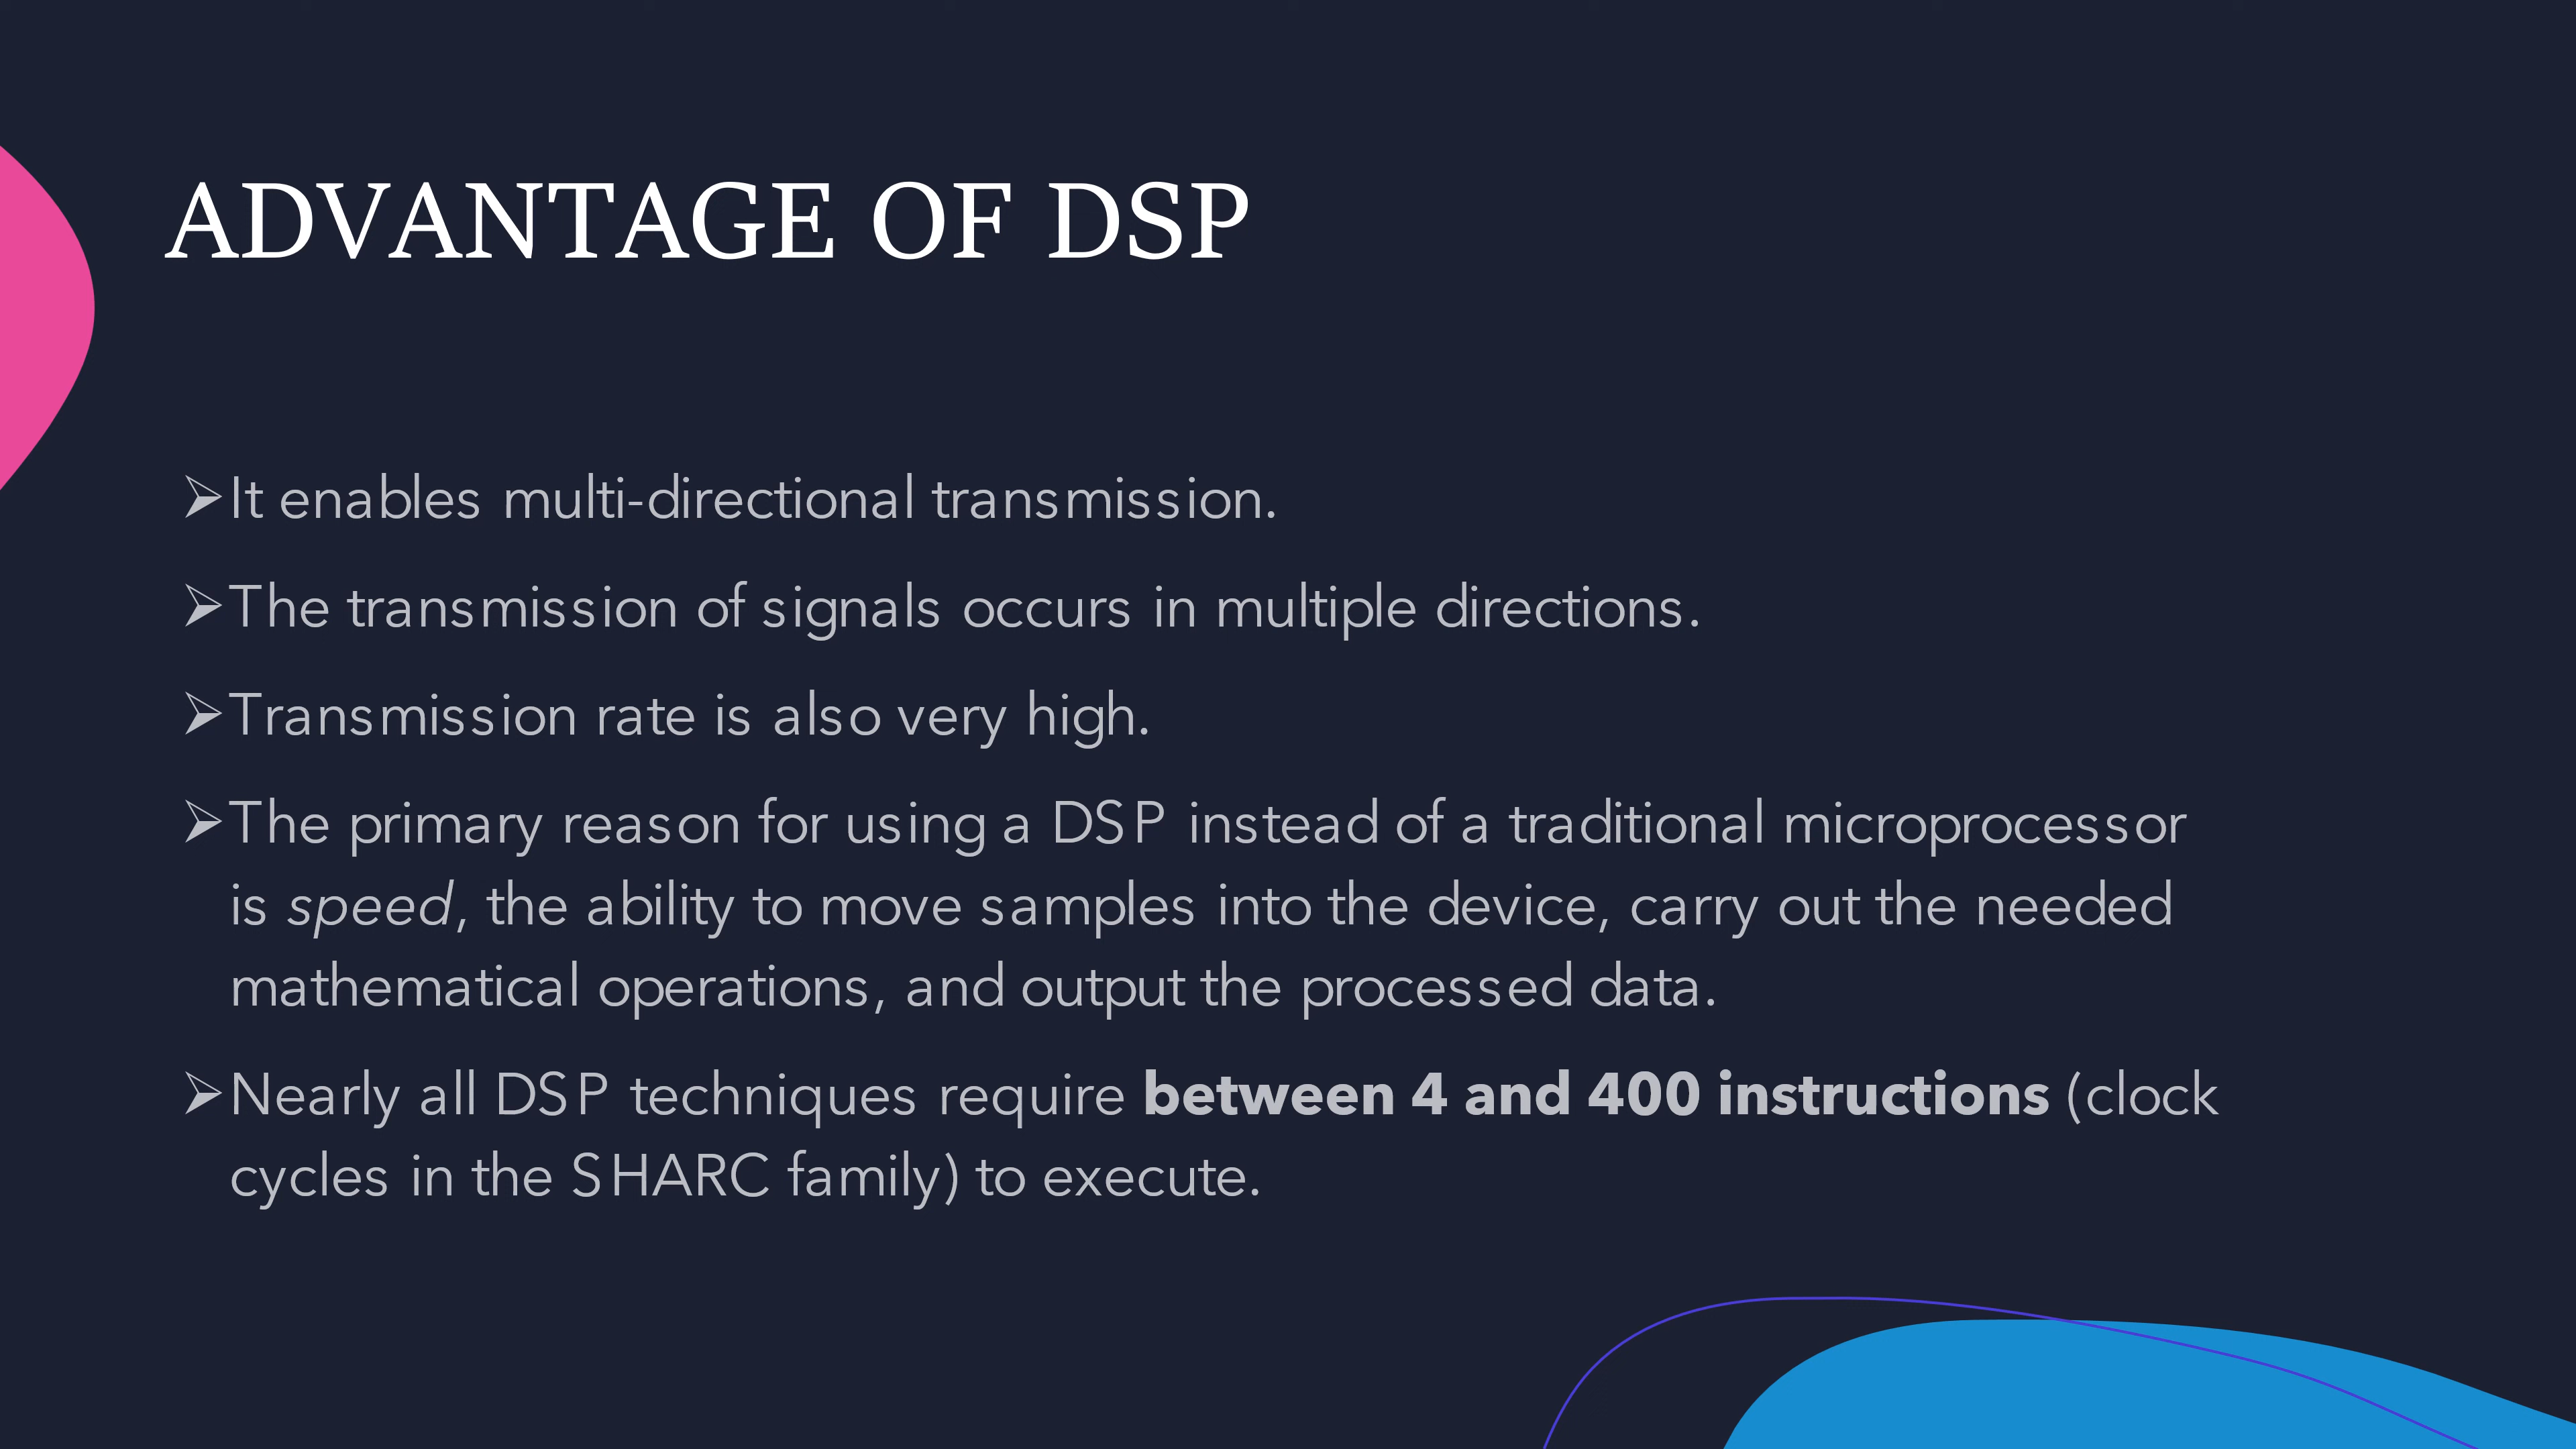 ADVANTAGE OF DSP
➢It enables multi-directional transmission.
➢The transmission of signals occurs in multiple directions.
➢Transmission rate is also very high.
➢The primary reason for using a DSP instead of a traditional microprocessor
is speed, the ability to move samples into the device, carry out the needed
mathematical operations, and output the processed data.
➢Nearly all DSP techniques require between 4 and 400 instructions (clock
cycles in the SHARC family) to execute.